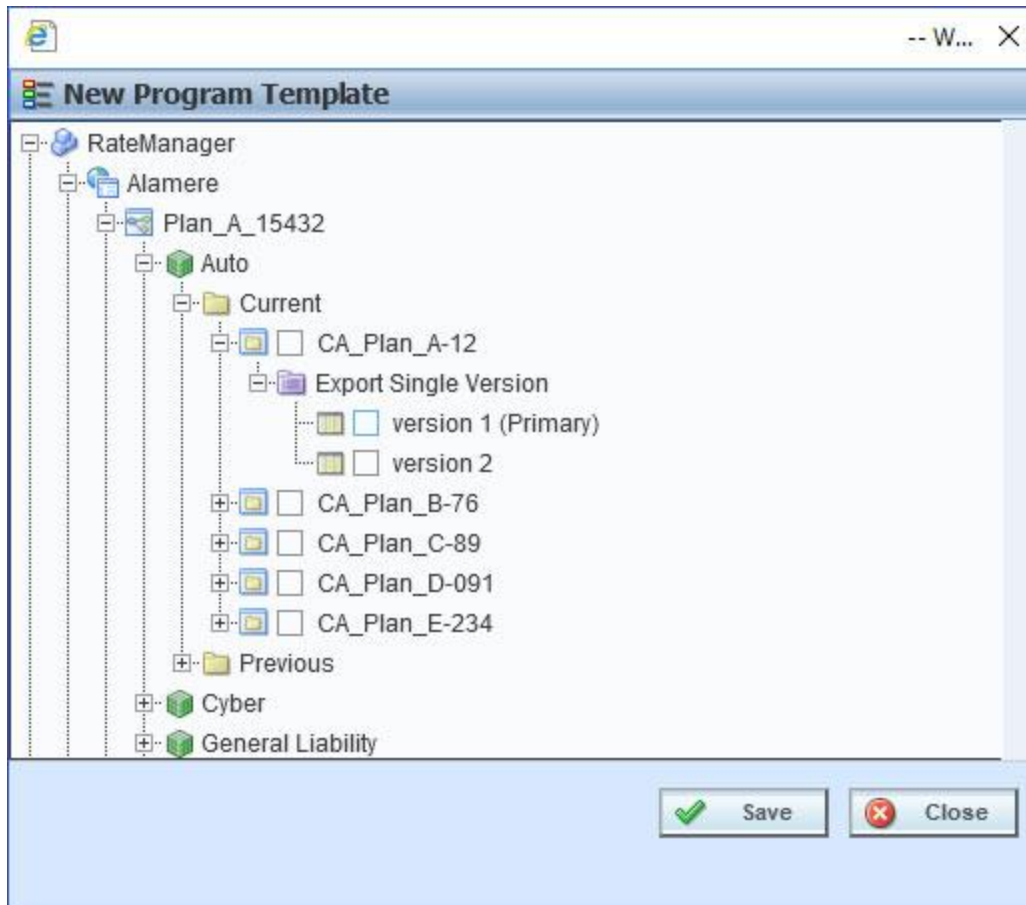 -- W...
New Program Template
RateManager
Alamere
Plan_A_15432
Auto
Current
CA_Plan_A-12
Export Single Version
version 1 (Primary)
version 2
CA_Plan_B-76
CA_Plan_C-89
CA_Plan_D-091
CA_Plan_E-234
Previous
Cyber
General Liability
Save Close